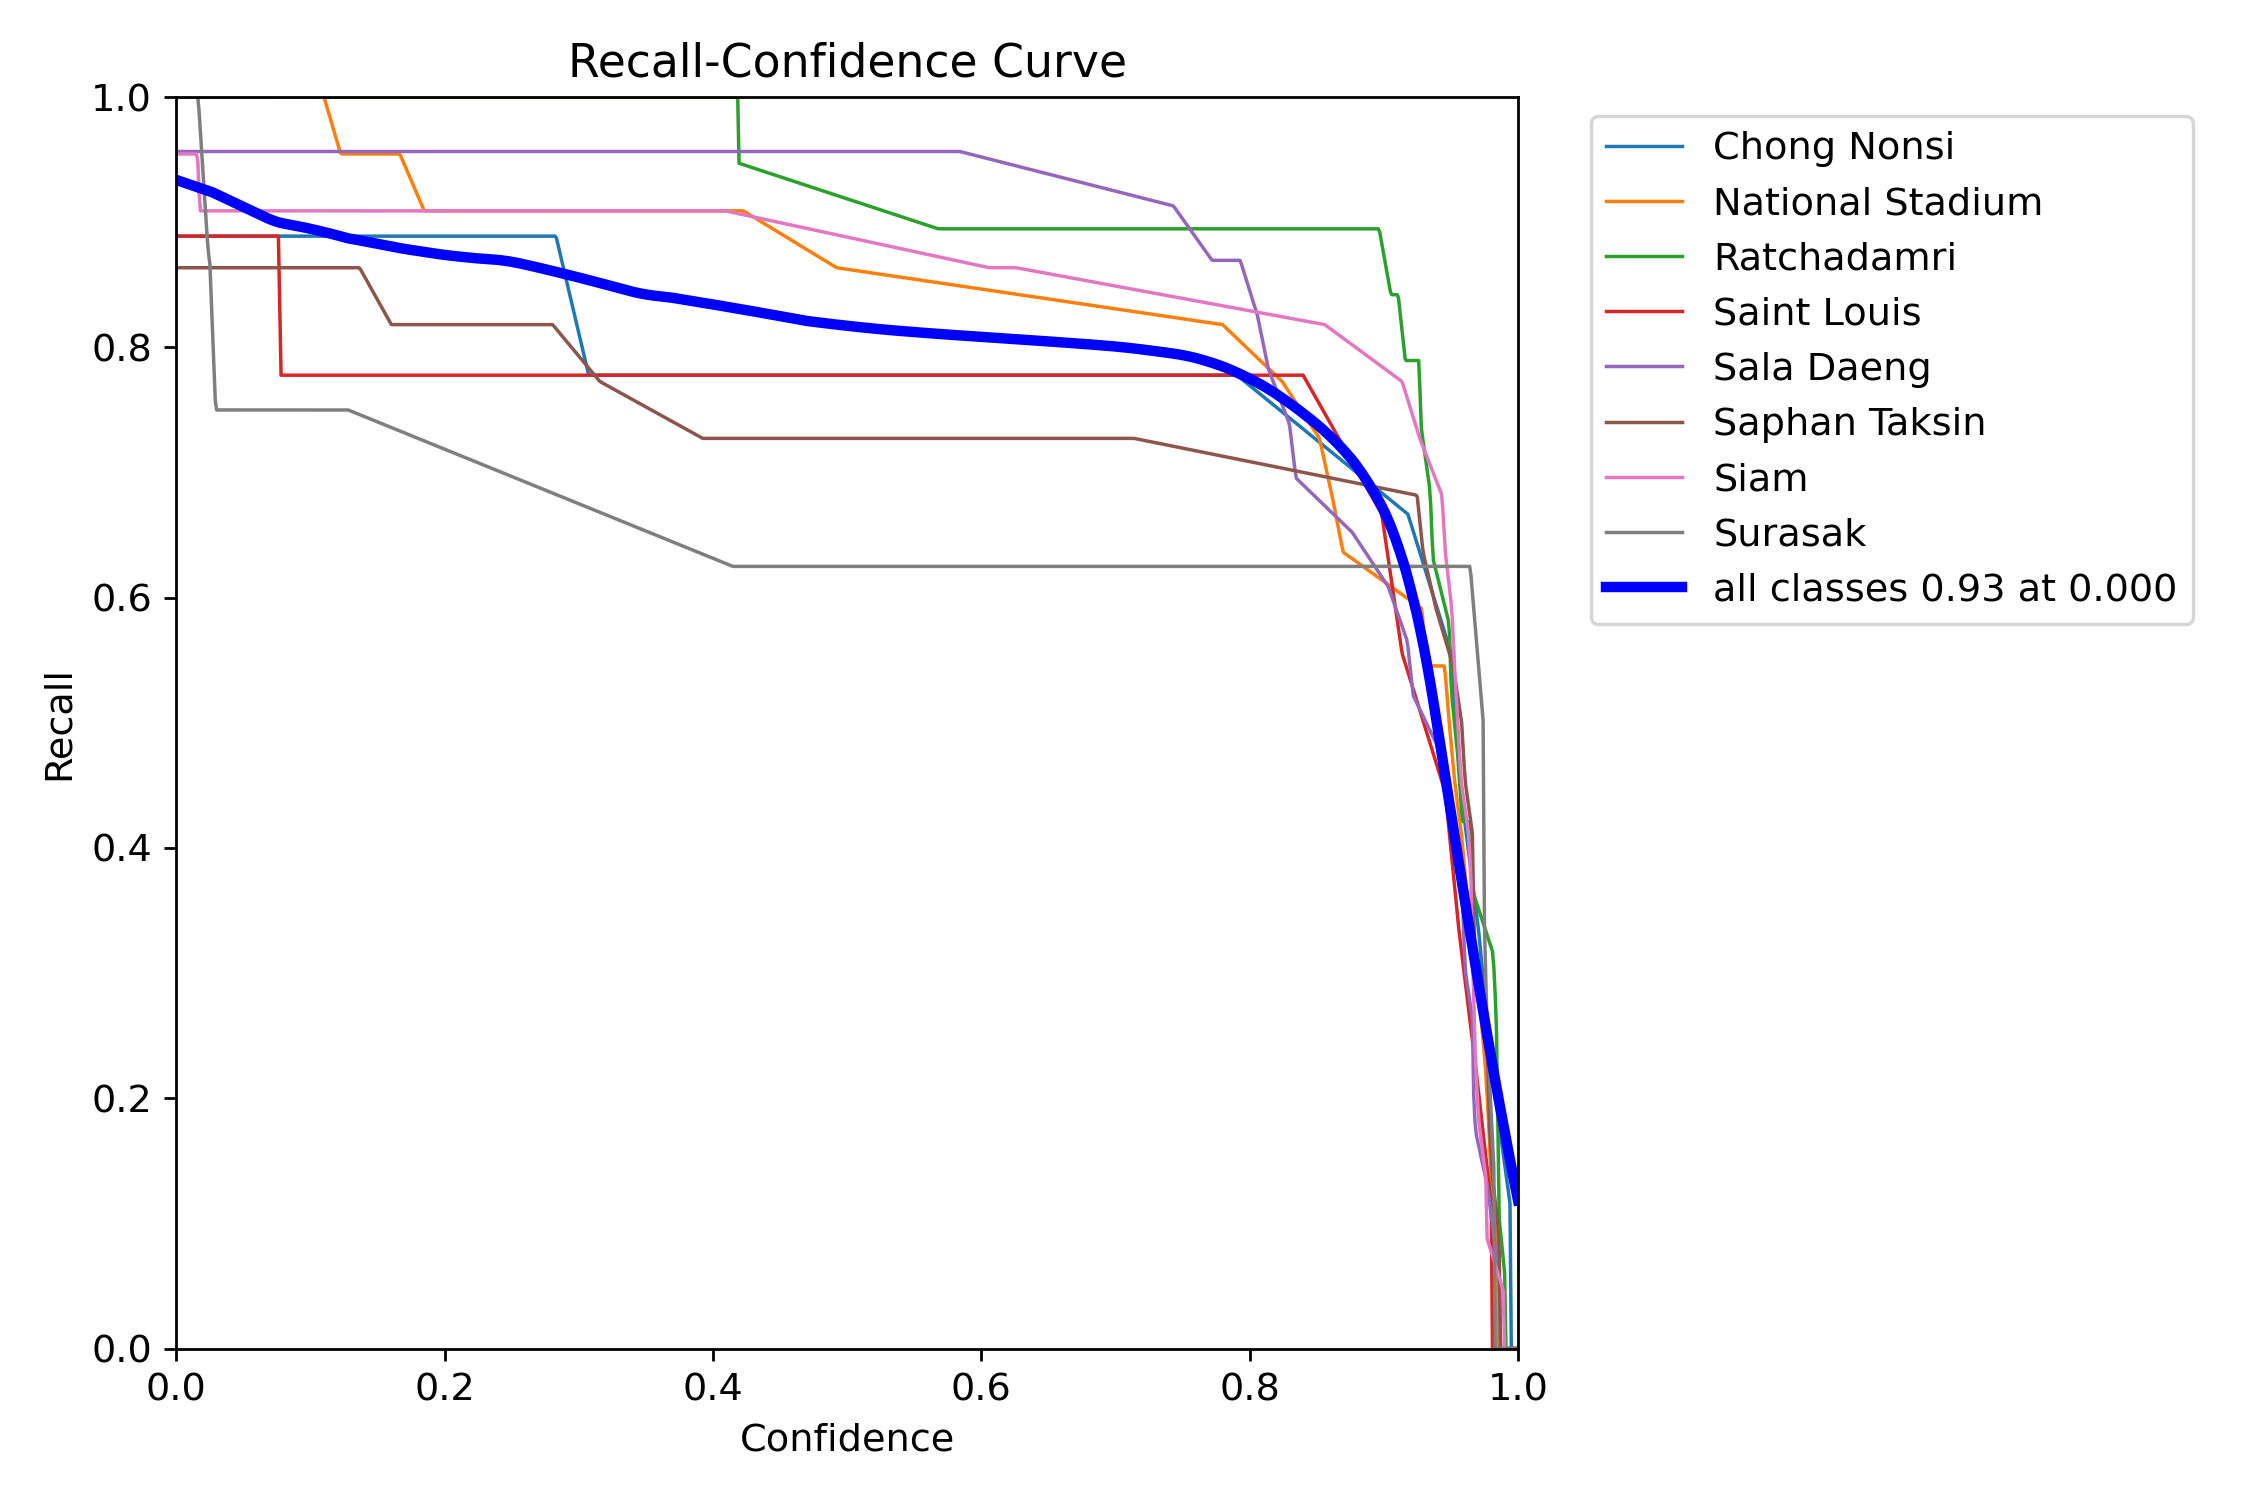 Recall-Confidence Curve
1.0
0.8
0.6
0.4
0.2
0.0
Recall
0.0 0.2 0.4 0.6 0.8 1.0
Confidence
Chong Nonsi
National Stadium
Ratchadamri
Saint Louis
Sala Daeng
Saphan Taksin
Siam
Surasak
all classes 0.93 at 0.000